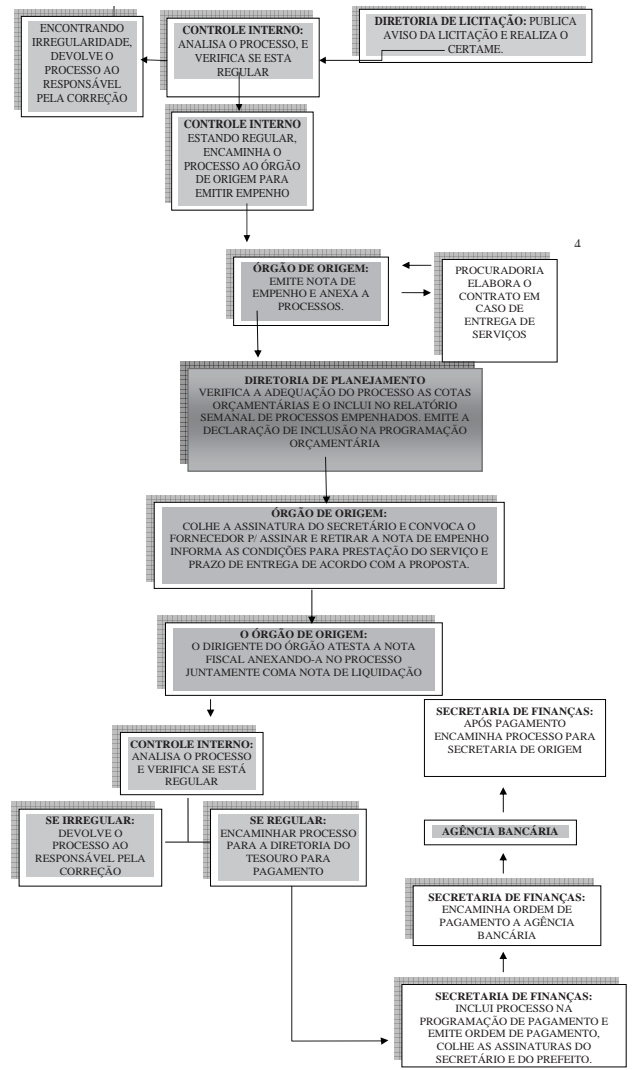 ENCONTRANDO
IRREGULARIDADE,
DEVOLVE O
PROCESSO AO
RESPONSÁVEL
PELA CORREÇÃO
CONTROLE INTERNO:
ANALISA O PROCESSO, E
VERIFICA SE ESTA
REGULAR
DIRETORIA DE LICITAÇÃO: PUBLICA
AVISO DA LICITAÇÃO E REALIZA O
CERTAME.
CONTROLE INTERNO
ESTANDO REGULAR,
ENCAMINHA O
PROCESSO AO ÓRGÃO
DE ORIGEM PARA
EMITIR EMPENHO
4
ÓRGÃO DE ORIGEM:
EMITE NOTA DE
EMPENHO E ANEXA A
PROCESSOS.
PROCURADORIA
ELABORA O
CONTRATO EM
CASO DE
ENTREGA DE
SERVIÇOS
DIRETORIA DE PLANEJAMENTO
VERIFICA A ADEQUAÇÃO DO PROCESSO AS COTAS
ORÇAMENTÁRIAS E O INCLUI NO RELATÓRIO
SEMANAL DE PROCESSOS EMPENHADOS. EMITE A
DECLARAÇÃO DE INCLUSÃO NA PROGRAMAÇÃO
ORÇAMENTÁRIA
ÓRGÃO DE ORIGEM:
COLHE A ASSINATURA DO SECRETÁRIO E CONVOCA O
FORNECEDOR P/ ASSINAR E RETIRAR A NOTA DE EMPENHO
INFORMA AS CONDIÇÕES PARA PRESTAÇÃO DO SERVIÇO E
PRAZO DE ENTREGA DE ACORDO COM A PROPOSTA.
O ÓRGÃO DE ORIGEM:
O DIRIGENTE DO ÓRGÃO ATESTA A NOTA
FISCAL ANEXANDO-A NO PROCESSO
JUNTAMENTE COMA NOTA DE LIQUIDAÇÃO
CONTROLE INTERNO:
ANALISA O PROCESSO
E VERIFICA SE ESTÁ
REGULAR
SE IRREGULAR:
DEVOLVE O
PROCESSO AO
RESPONSÁVEL PELA
CORREÇÃO
SE REGULAR:
ENCAMINHAR PROCESSO
PARA A DIRETORIA DO
TESOURO PARA
PAGAMENTO
SECRETARIA DE FINANÇAS:
APÓS PAGAMENTO
ENCAMINHA PROCESSO PARA
SECRETARIA DE ORIGEM
AGÊNCIA BANCÁRIA
SECRETARIA DE FINANÇAS:
ENCAMINHA ORDEM DE
PAGAMENTO A AGÊNCIA
BANCÁRIA
SECRETARIA DE FINANÇAS:
INCLUI PROCESSO NA
PROGRAMAÇÃO DE PAGAMENTO E
EMITE ORDEM DE PAGAMENTO,
COLHE AS ASSINATURAS DO
SECRETÁRIO E DO PREFEITO.